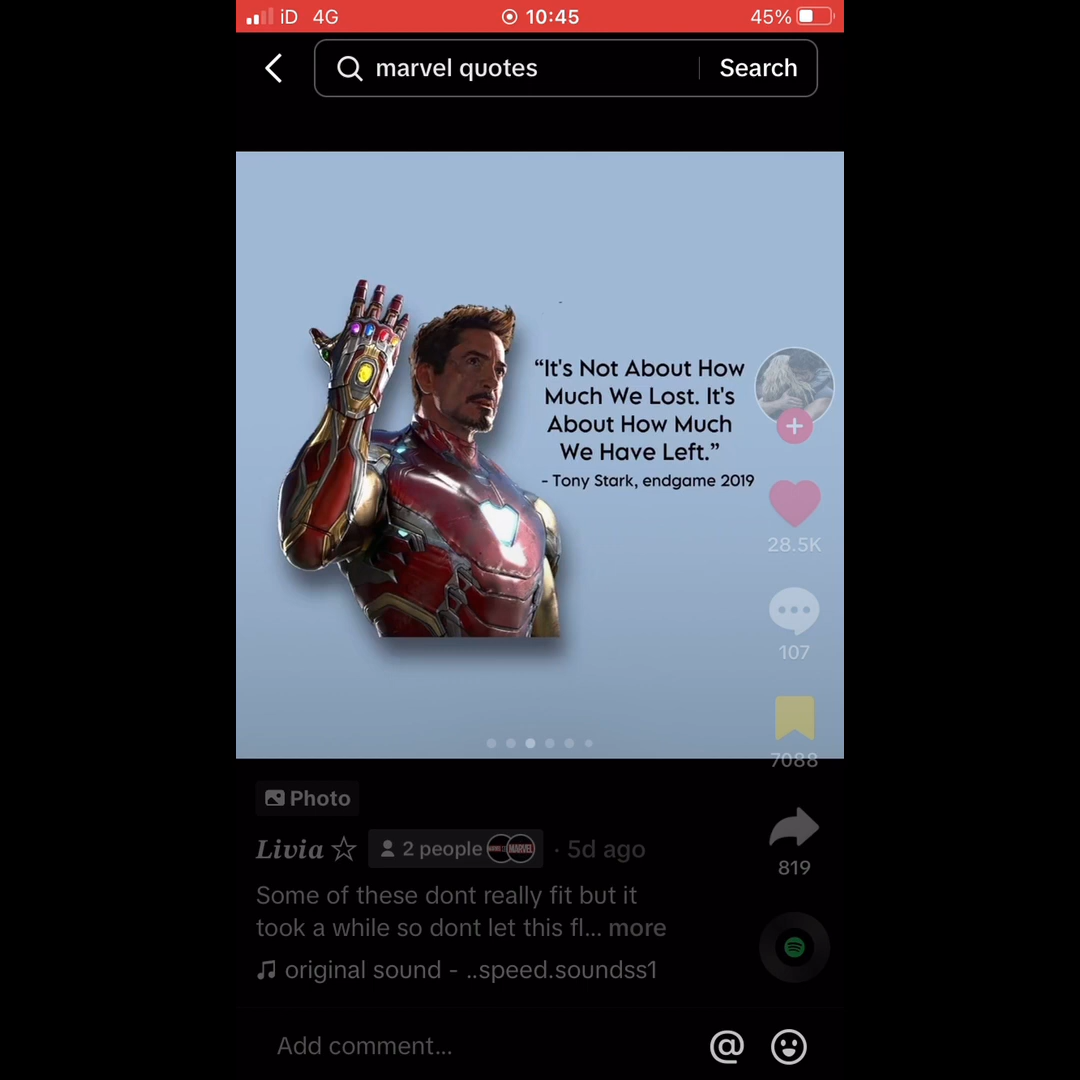 iD 4G 10:45 45%
marvel quotes Search
“It's Not About How
Much We Lost. It's
About How Much
We Have Left.”
- Tony Stark, endgame 2019
28.5K
107
7088
Photo
Livia ☆ 2 people MARVEL · 5d ago
819
Some of these dont really fit but it
took a while so dont let this fl... more
original sound - ..speed.soundss1
Add comment... @